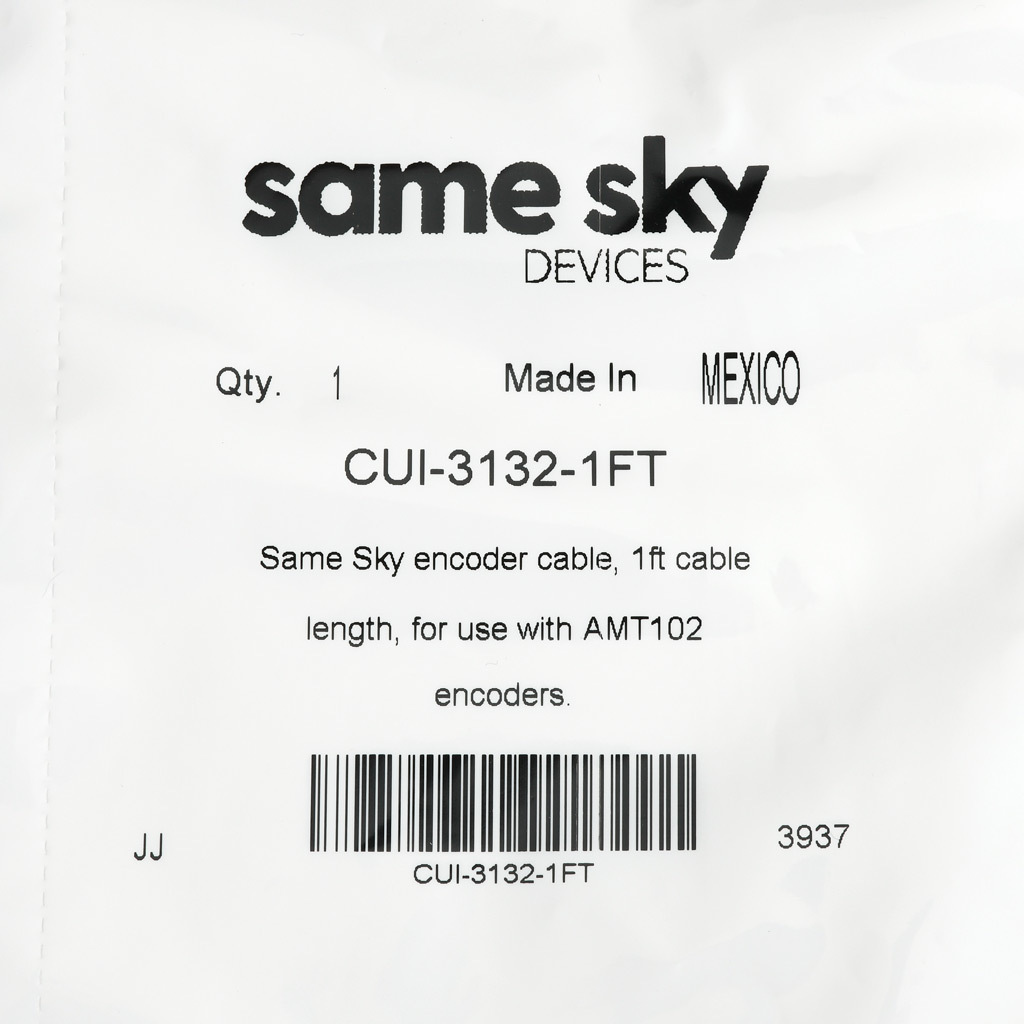 same sky
DEVICES
Qty. 1 Made In MEXICO
CUI-3132-1FT
Same Sky encoder cable, 1ft cable
length, for use with AMT102
encoders.
JJ 3937
CUI-3132-1FT